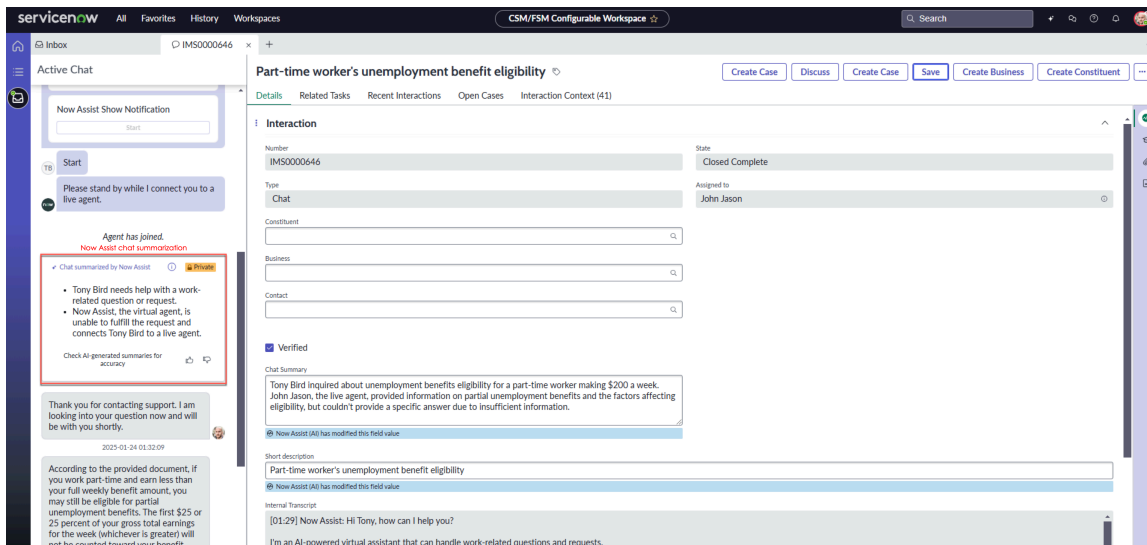 servicenow All Favorites History Workspaces CSM/FSM Configurable Workspace Search
Inbox IMS0000646
Active Chat
Now Assist Show Notification
Start
TB Start
Please stand by while I connect you to a
live agent.
Agent has joined.
Now Assist chat summarization
Chat summarized by Now Assist Private
Tony Bird needs help with a work-
related question or request.
Now Assist, the virtual agent, is
unable to fulfill the request and
connects Tony Bird to a live agent.
Check AI-generated summaries for
accuracy
Thank you for contacting support. I am
looking into your question now and will
be with you shortly.
2025-01-24 01:32:09
According to the provided document, if
you work part-time and earn less than
your full weekly benefit amount, you
may still be eligible for partial
unemployment benefits. The first $25 or
25 percent of your gross total earnings
for the week (whichever is greater) will
not be counted toward your benefit
Part-time worker's unemployment benefit eligibility
Create Case Discuss Create Case Save Create Business Create Constituent
Details Related Tasks Recent Interactions Open Cases Interaction Context (41)
Interaction
Number
IMS0000646
State
Closed Complete
Type
Chat
Assigned to
John Jason
Constituent
Business
Contact
Verified
Chat Summary
Tony Bird inquired about unemployment benefits eligibility for a part-time worker making $200 a week.
John Jason, the live agent, provided information on partial unemployment benefits and the factors affecting
eligibility, but couldn't provide a specific answer due to insufficient information.
Now Assist (AI) has modified this field value
Short description
Part-time worker's unemployment benefit eligibility
Now Assist (AI) has modified this field value
Internal Transcript
[01:29] Now Assist: Hi Tony, how can I help you?
I'm an AI-powered virtual assistant that can handle work-related questions and requests.